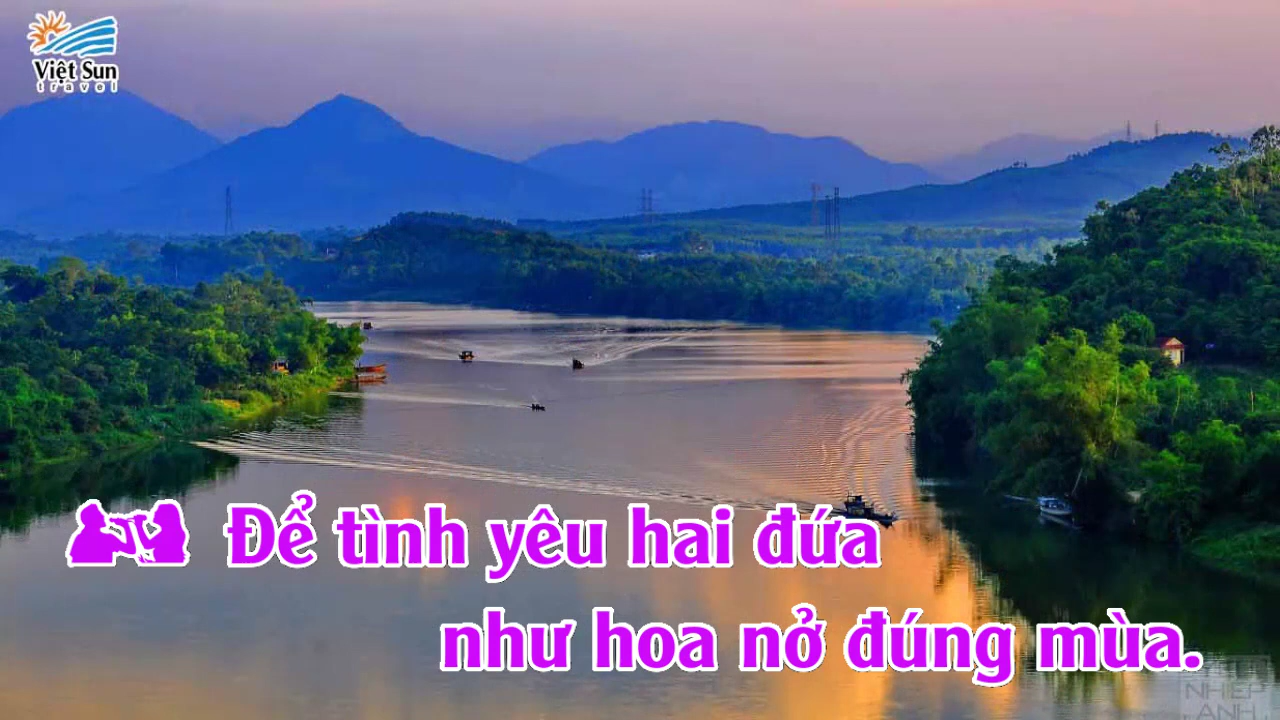 Việt Sun
travel
Để tình yêu hai đứa
như hoa nở đúng mùa.
NHIẾP
ẢNH